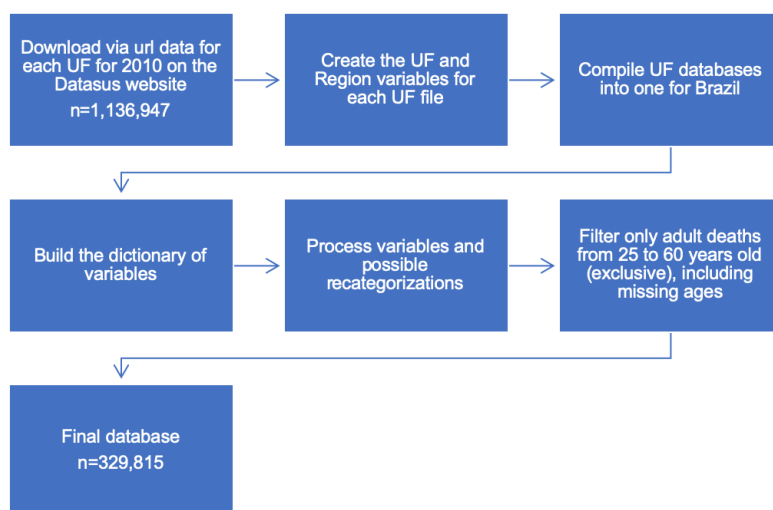 Download via url data for
each UF for 2010 on the
Datasus website
n=1,136,947
Create the UF and
Region variables for
each UF file
Compile UF databases
into one for Brazil
Build the dictionary of
variables
Process variables and
possible
recategorizations
Filter only adult deaths
from 25 to 60 years old
(exclusive), including
missing ages
Final database
n=329,815